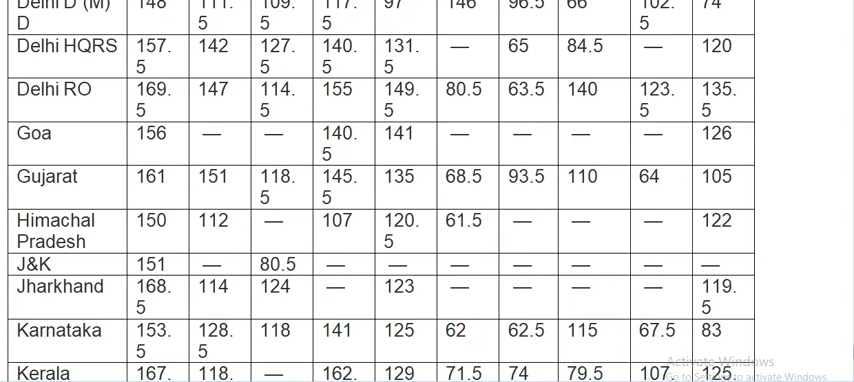 Delhi D (M) 148 111. 109. 117. 97 146 96.5 66 102. 74
D 5 5 5 5
Delhi HQRS 157. 142 127. 140. 131. — 65 84.5 — 120
5 5 5 5
Delhi RO 169. 147 114. 155 149. 80.5 63.5 140 123. 135.
5 5 5 5 5
Goa 156 — — 140. 141 — — — — 126
5
Gujarat 161 151 118. 145. 135 68.5 93.5 110 64 105
5 5
Himachal 150 112 — 107 120. 61.5 — — — 122
Pradesh 5
J&K 151 — 80.5 — — — — — — —
Jharkhand 168. 114 124 — 123 — — — — 119.
5 5
Karnataka 153. 128. 118 141 125 62 62.5 115 67.5 83
5 5
Activate Windows
Kerala 167. 118. — 162. 129 71.5 74 79.5 107 125.
Go to Settings to activate Windows.